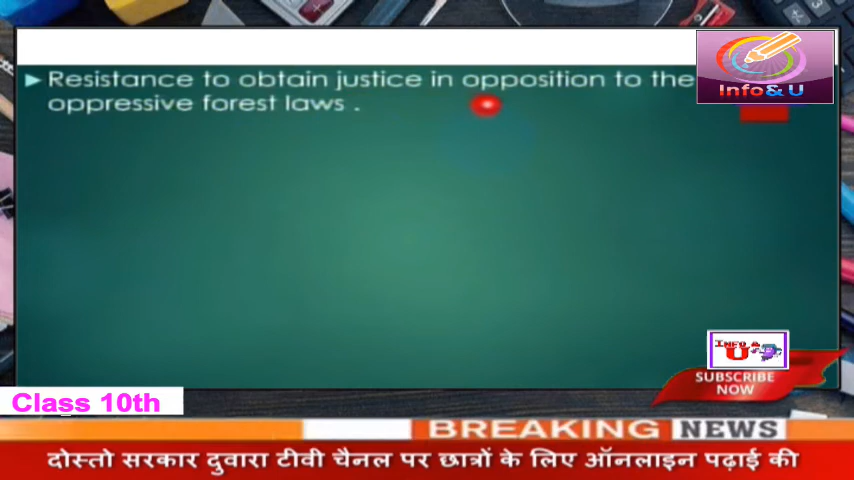 Resistance to obtain justice in opposition to the
oppressive forest laws .
Info& U
INFO &
U
SUBSCRIBE
NOW
Class 10th
BREAKING NEWS
दोस्तो सरकार दुवारा टीवी चैनल पर छात्रों के लिए ऑनलाइन पढ़ाई की